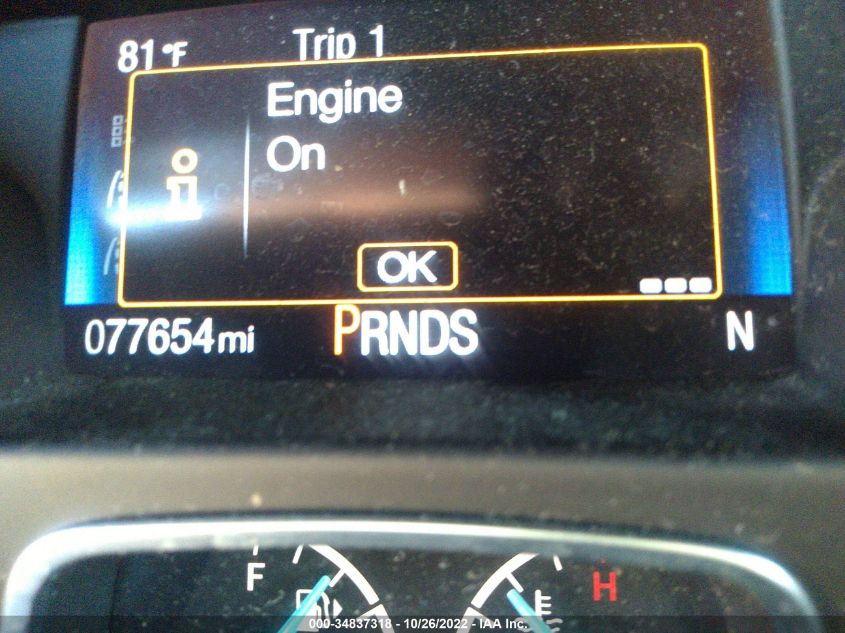 81°F Trip 1
Engine
On
OK
077654 mi PRNDS N
F H
000-34837318 - 10/26/2022 - IAA Inc.